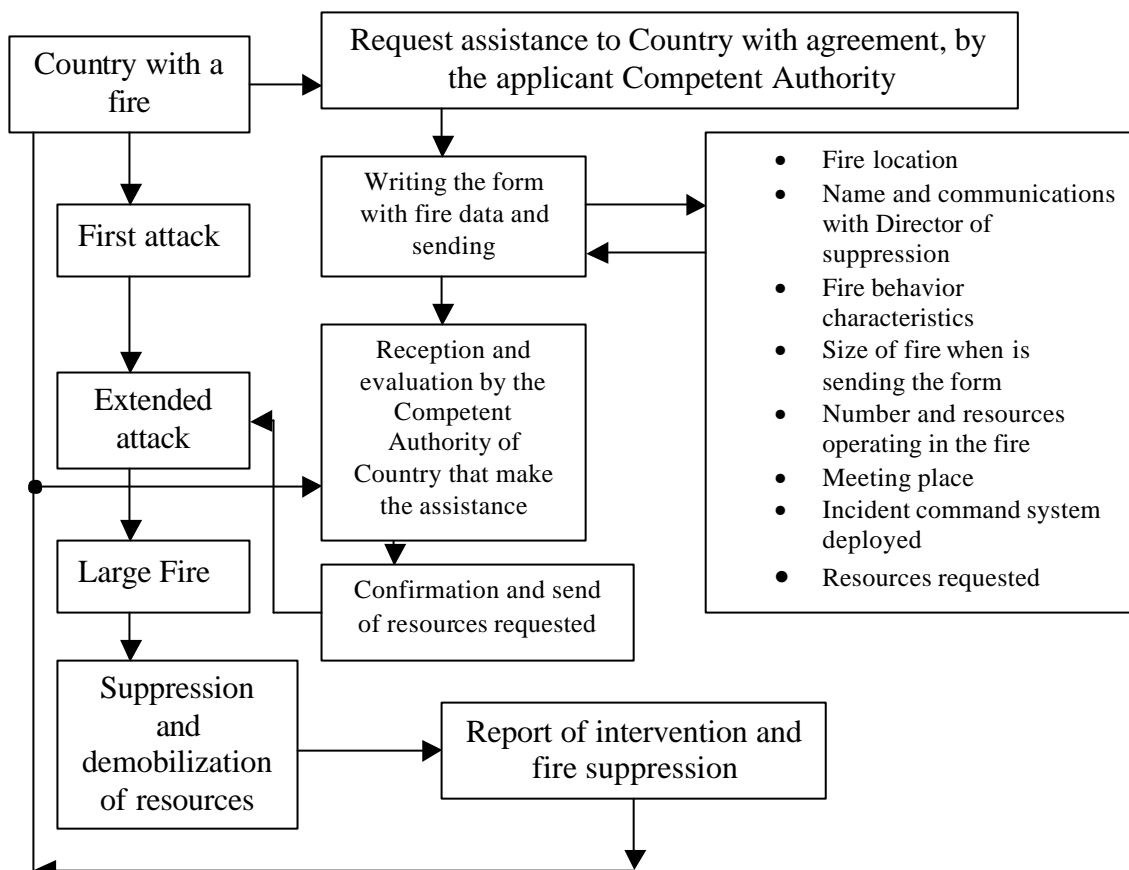 Country with a
fire
Request assistance to Country with agreement, by
the applicant Competent Authority
First attack
Writing the form
with fire data and
sending
• Fire location
• Name and communications
with Director of
suppression
• Fire behavior
characteristics
• Size of fire when is
sending the form
• Number and resources
operating in the fire
• Meeting place
• Incident command system
deployed
• Resources requested
Extended
attack
Reception and
evaluation by the
Competent
Authority of
Country that make
the assistance
Large Fire
Confirmation and send
of resources requested
Suppression
and
demobilization
of resources
Report of intervention and
fire suppression